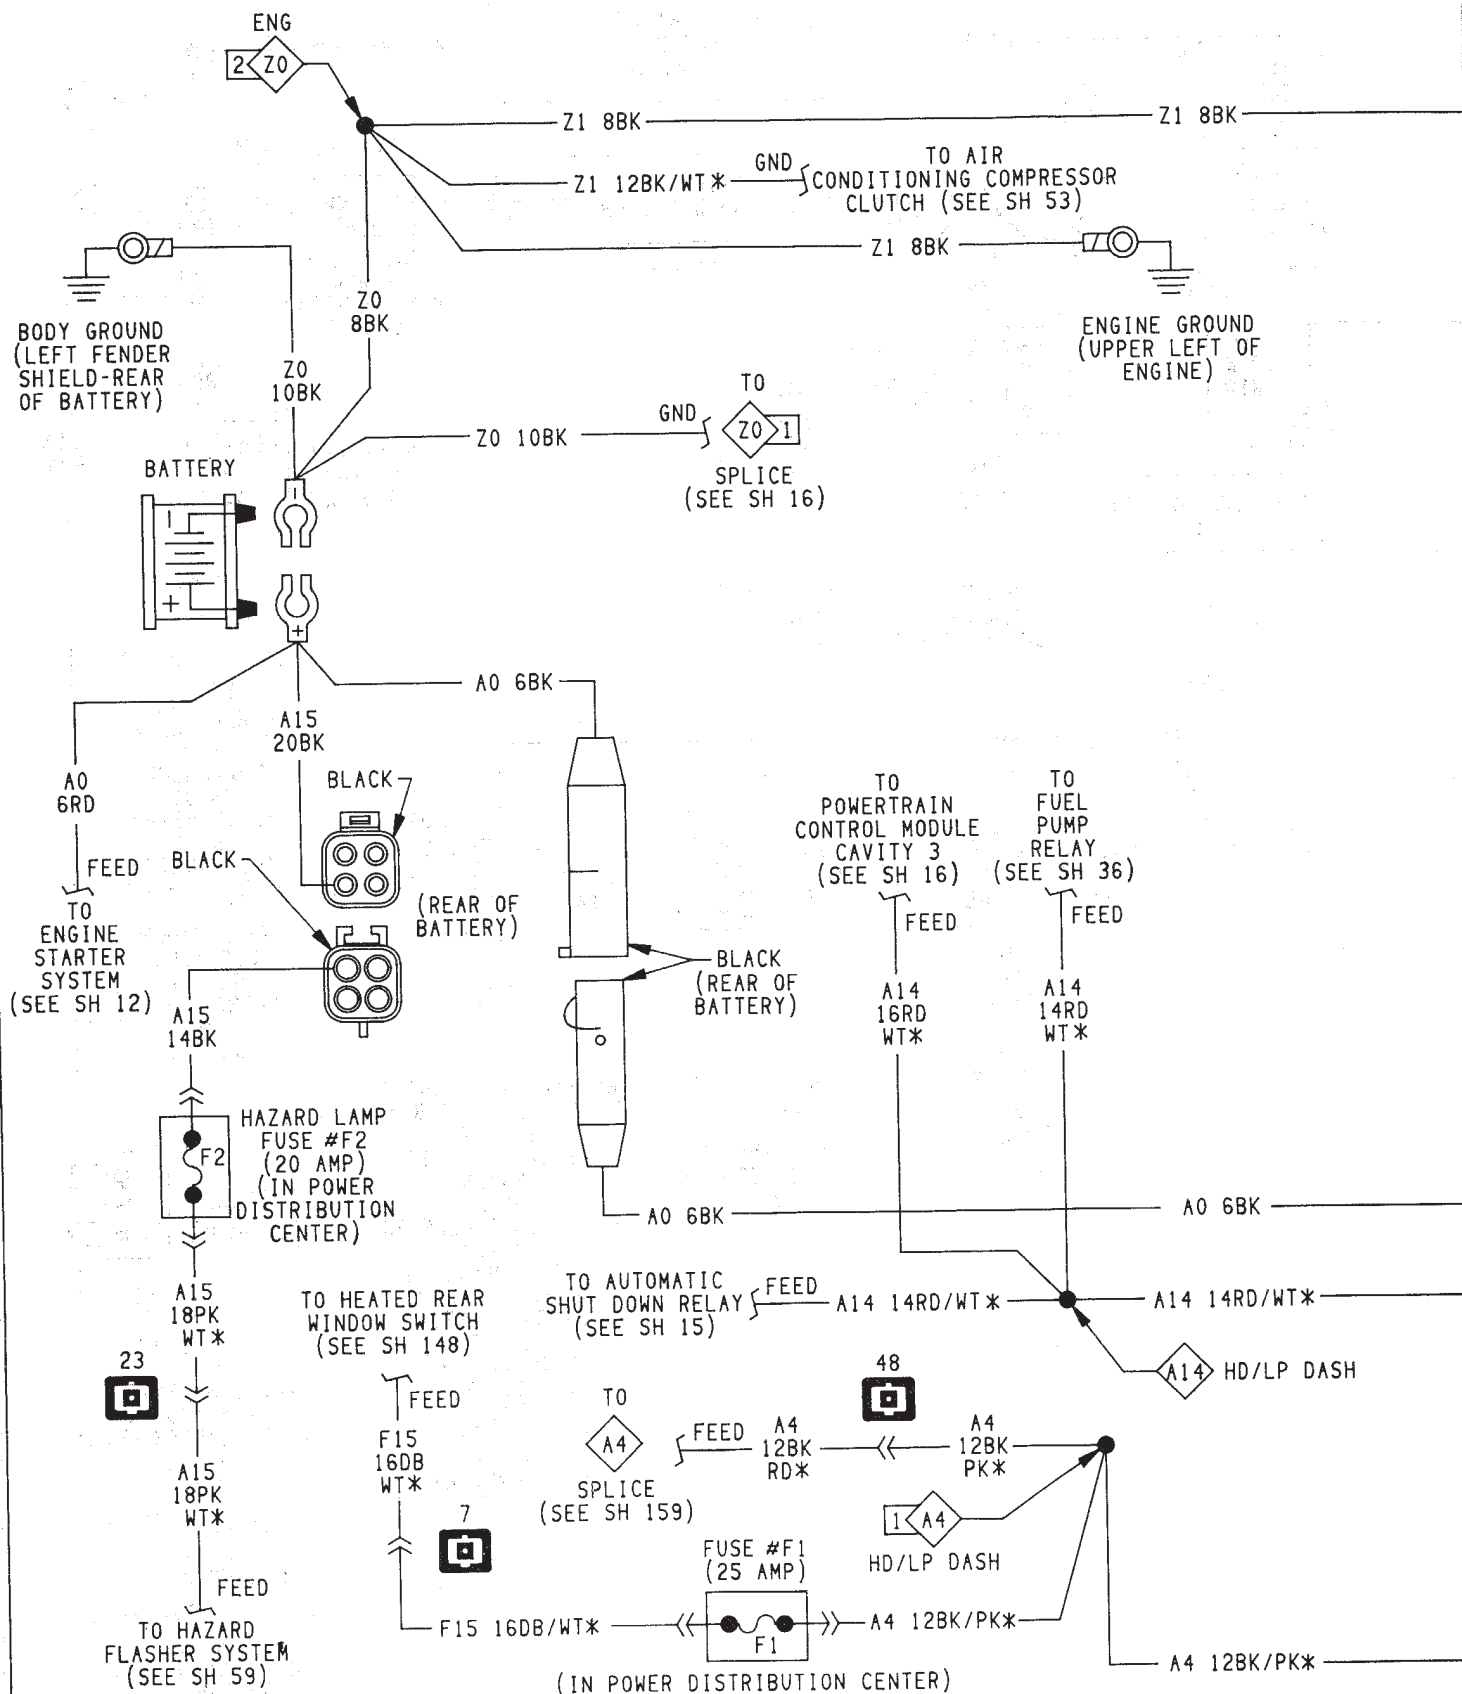 ENG
2 Z0
Z1 8BK
Z1 8BK
Z1 12BK/WT*
GND
TO AIR
CONDITIONING COMPRESSOR
CLUTCH (SEE SH 53)
Z1 8BK
BODY GROUND
(LEFT FENDER
SHIELD-REAR
OF BATTERY)
Z0
8BK
ENGINE GROUND
(UPPER LEFT OF
ENGINE)
Z0
10BK
Z0 10BK
GND
TO
Z0 1
SPLICE
(SEE SH 16)
BATTERY
-
+
-
+
A0 6BK
A15
20BK
A0
6RD
FEED
TO
ENGINE
STARTER
SYSTEM
(SEE SH 12)
BLACK
BLACK
(REAR OF
BATTERY)
BLACK
(REAR OF
BATTERY)
TO
POWERTRAIN
CONTROL MODULE
CAVITY 3
(SEE SH 16)
FEED
TO
FUEL
PUMP
RELAY
(SEE SH 36)
FEED
A14
16RD
WT*
A14
14RD
WT*
A15
14BK
F2
HAZARD LAMP
FUSE #F2
(20 AMP)
(IN POWER
DISTRIBUTION
CENTER)
A0 6BK
A0 6BK
A15
18PK
WT*
TO HEATED REAR
WINDOW SWITCH
(SEE SH 148)
FEED
TO AUTOMATIC
SHUT DOWN RELAY
(SEE SH 15)
FEED
A14 14RD/WT*
A14 14RD/WT*
A14 HD/LP DASH
23
48
TO
A4
SPLICE
(SEE SH 159)
FEED
A4
12BK
RD*
A4
12BK
PK*
F15
16DB
WT*
A15
18PK
WT*
7
1 A4
HD/LP DASH
FUSE #F1
(25 AMP)
FEED
TO HAZARD
FLASHER SYSTEM
(SEE SH 59)
F15 16DB/WT*
F1
A4 12BK/PK*
A4 12BK/PK*
(IN POWER DISTRIBUTION CENTER)